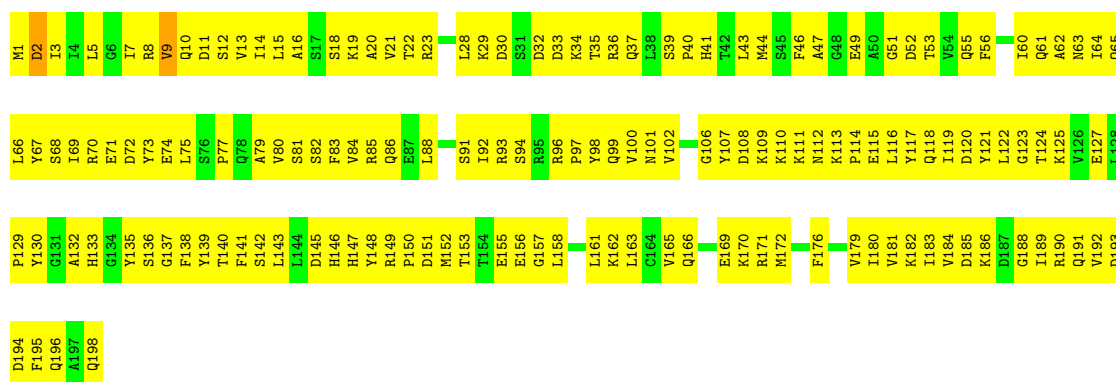 M1 D2 I3 I4 L5 G6 I7 R8 V9 Q10 D11 S12 V13 I14 L15 A16 S17 S18 K19 A20 V21 T22 R23 L28 K29 D30 S31 D32 D33 K34 T35 R36 Q37 L38 S39 P40 H41 T42 L43 M44 S45 F46 A47 G48 E49 A50 G51 D52 T53 V54 Q55 F56 I60 Q61 A62 N63 I64 Q65
L66 Y67 S68 I69 R70 E71 D72 Y73 E74 L75 S76 P77 Q78 A79 V80 S81 S82 F83 V84 R85 Q86 E87 L88 S91 I92 R93 S94 R95 R96 P97 Y98 Q99 V100 N101 V102 G106 Y107 D108 K109 K110 K111 N112 K113 P114 E115 L116 Y117 Q118 I119 D120 Y121 L122 G123 T124 K125 V126 E127 L128
P129 Y130 G131 A132 H133 G134 Y135 S136 G137 F138 Y139 T140 F141 S142 L143 L144 D145 H146 H147 Y148 R149 P150 D151 M152 T153 T154 E155 E156 G157 L158 L161 K162 L163 C164 V165 Q166 E169 K170 R171 M172 F176 V179 I180 V181 K182 I183 V184 D185 K186 D187 G188 I189 R190 Q191 V192 D193
D194 F195 Q196 A197 Q198